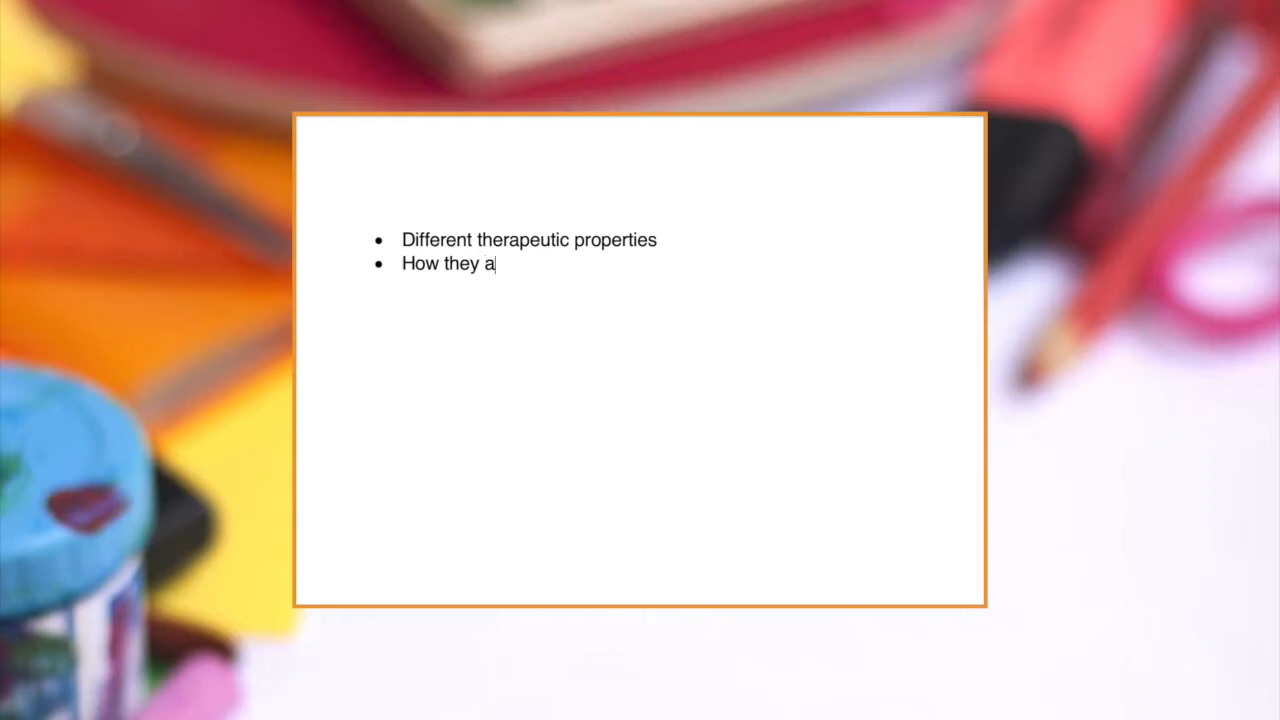 • Different therapeutic properties
• How they a